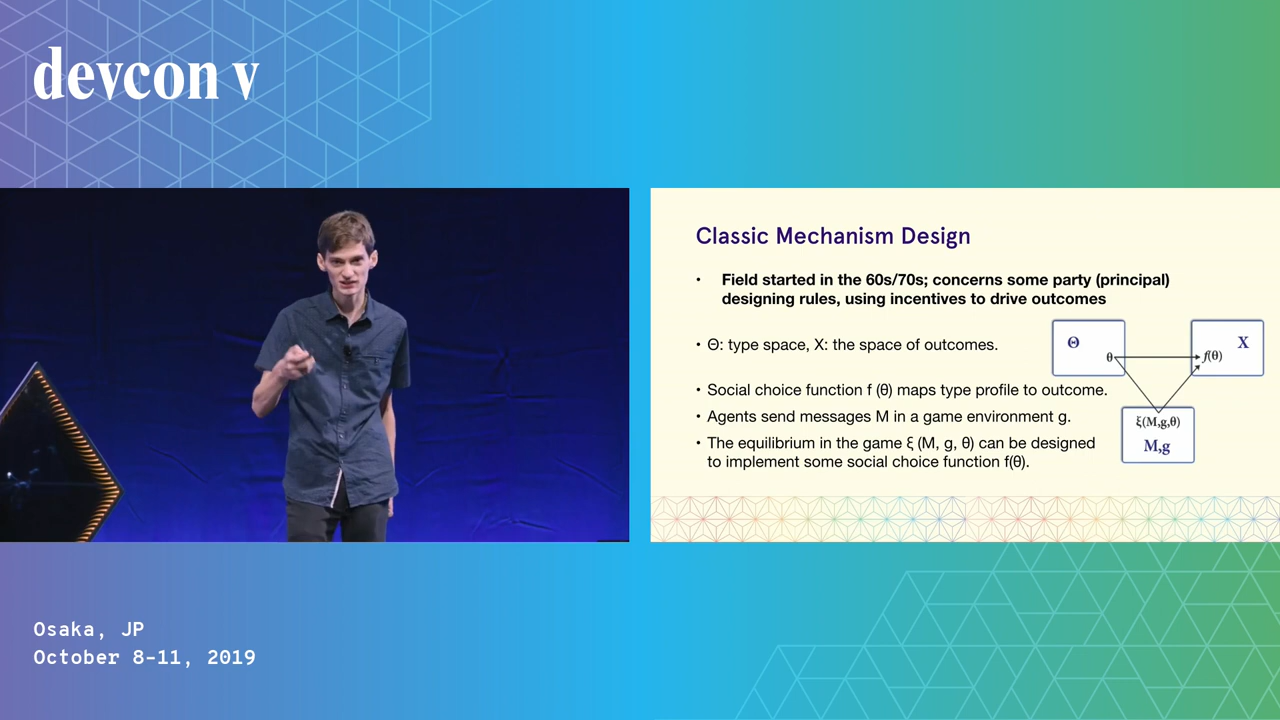 devcon v
Classic Mechanism Design
• Field started in the 60s/70s; concerns some party (principal)
designing rules, using incentives to drive outcomes
• Θ: type space, X: the space of outcomes.
• Social choice function f (θ) maps type profile to outcome.
• Agents send messages M in a game environment g.
• The equilibrium in the game ξ (M, g, θ) can be designed
to implement some social choice function f(θ).
Θ
X
θ
f(θ)
ξ(M,g,θ)
M,g
Osaka, JP
October 8-11, 2019